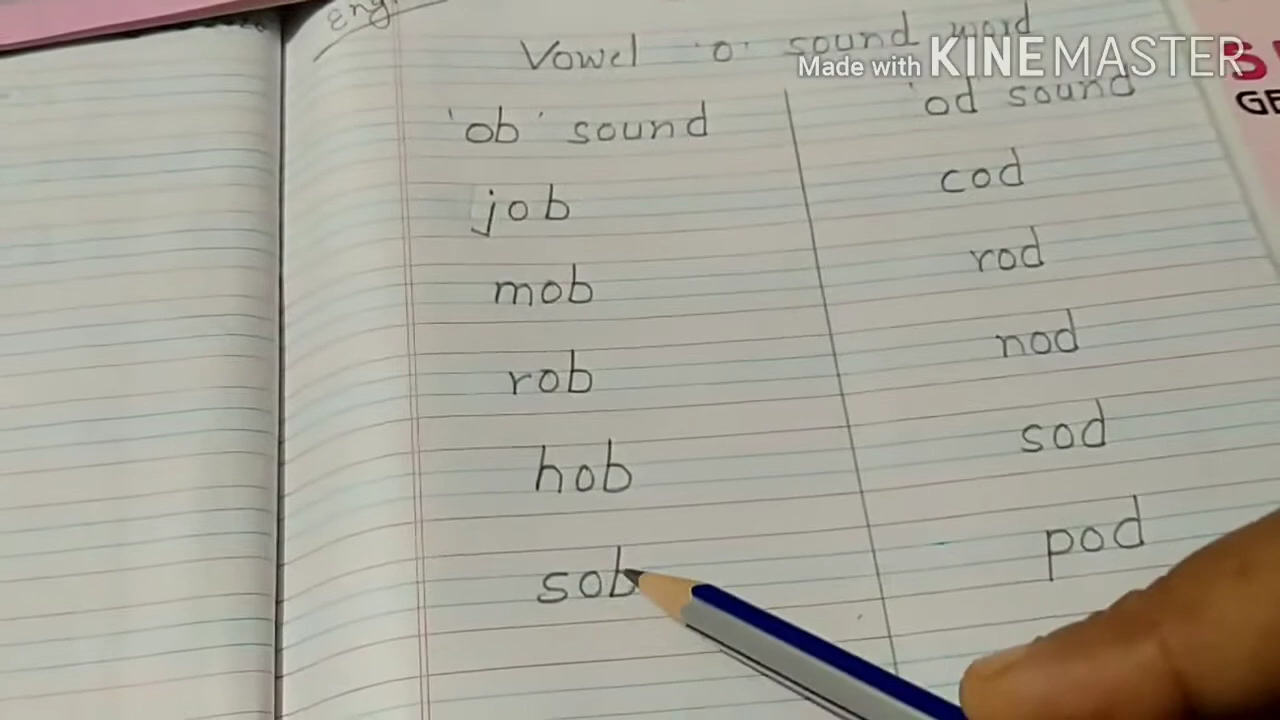 Eng.
Vowel 'o' sound word
Made with KINEMASTER
'ob' sound
'od sound
job
cod
mob
rod
rob
nod
hob
sod
sob
pod
GE